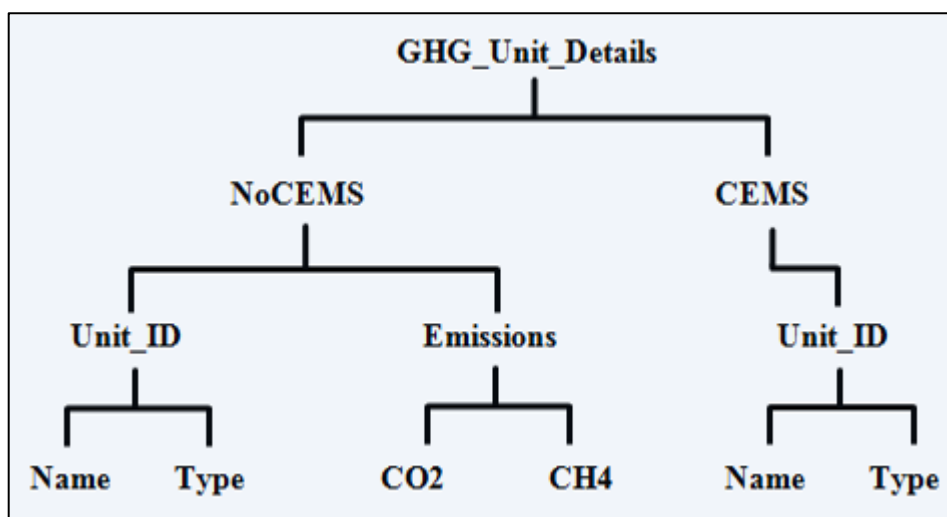 GHG_Unit_Details
NoCEMS CEMS
Unit_ID Emissions Unit_ID
Name Type CO2 CH4 Name Type